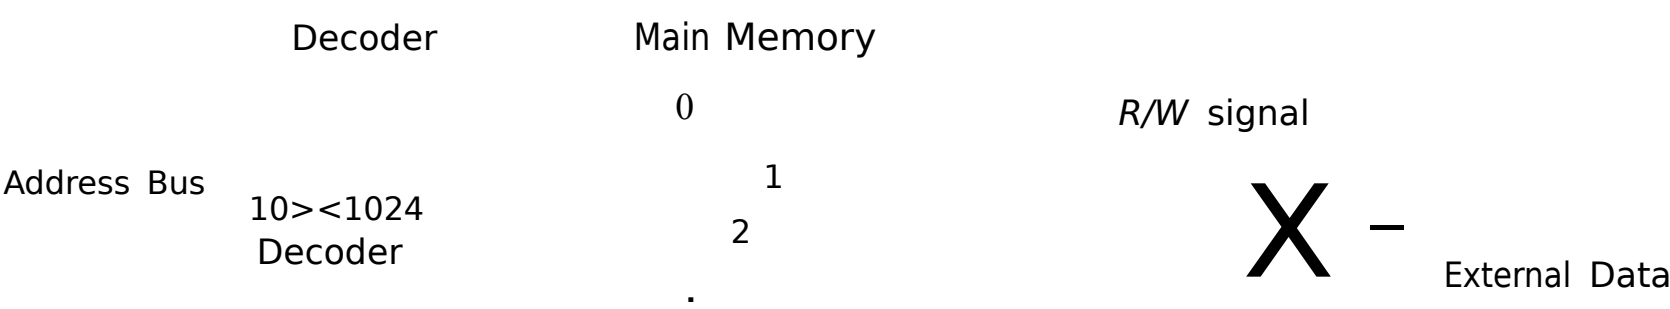 Decoder
Main Memory
0
R/W signal
1
Address Bus
10><1024
Decoder
2
X –
External Data
.